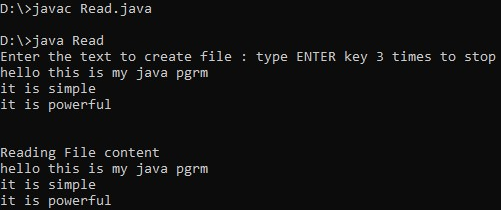 D:\>javac Read.java
D:\>java Read
Enter the text to create file : type ENTER key 3 times to stop
hello this is my java pgrm
it is simple
it is powerful
Reading File content
hello this is my java pgrm
it is simple
it is powerful